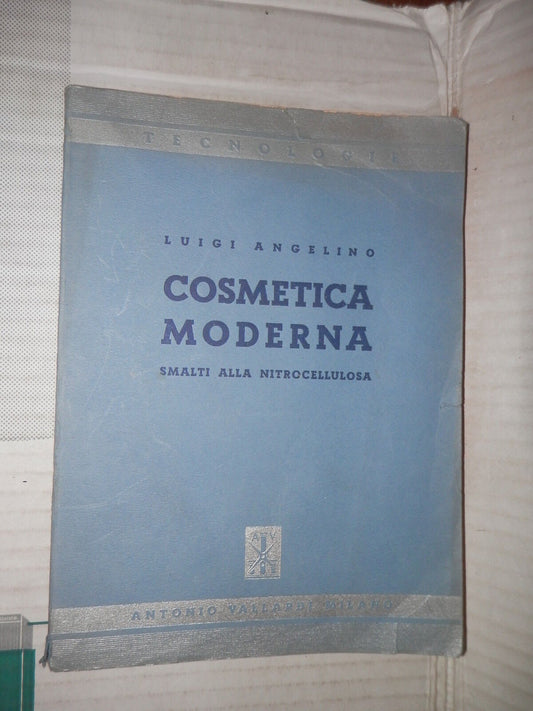 TECNOLOGIE
LUIGI ANGELINO
COSMETICA
MODERNA
SMALTI ALLA NITROCELLULOSA
A V
ANTONIO VALLARDI MILANO